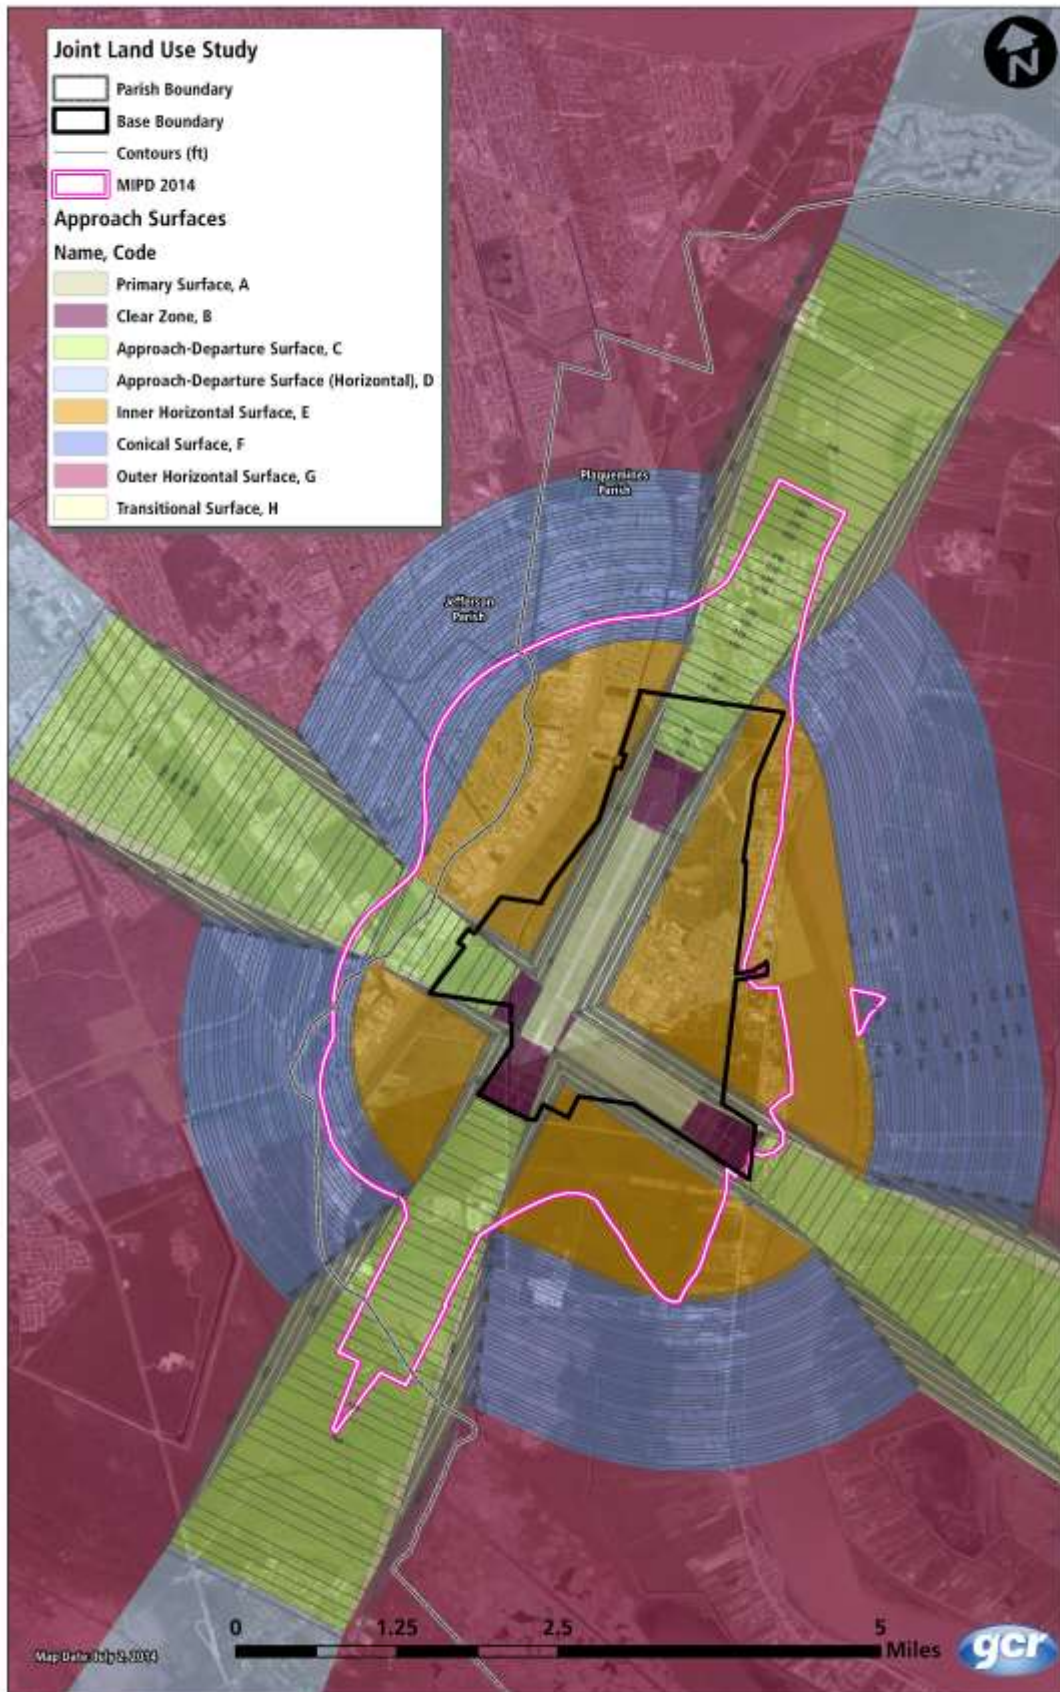 Joint Land Use Study
Parish Boundary
Base Boundary
Contours (ft)
MIPD 2014
Approach Surfaces
Name, Code
Primary Surface, A
Clear Zone, B
Approach-Departure Surface, C
Approach-Departure Surface (Horizontal), D
Inner Horizontal Surface, E
Conical Surface, F
Outer Horizontal Surface, G
Transitional Surface, H
N
Plaquemines
Parish
Jefferson
Parish
0 1.25 2.5 5
Miles
Map Date: July 2, 2014
gcr